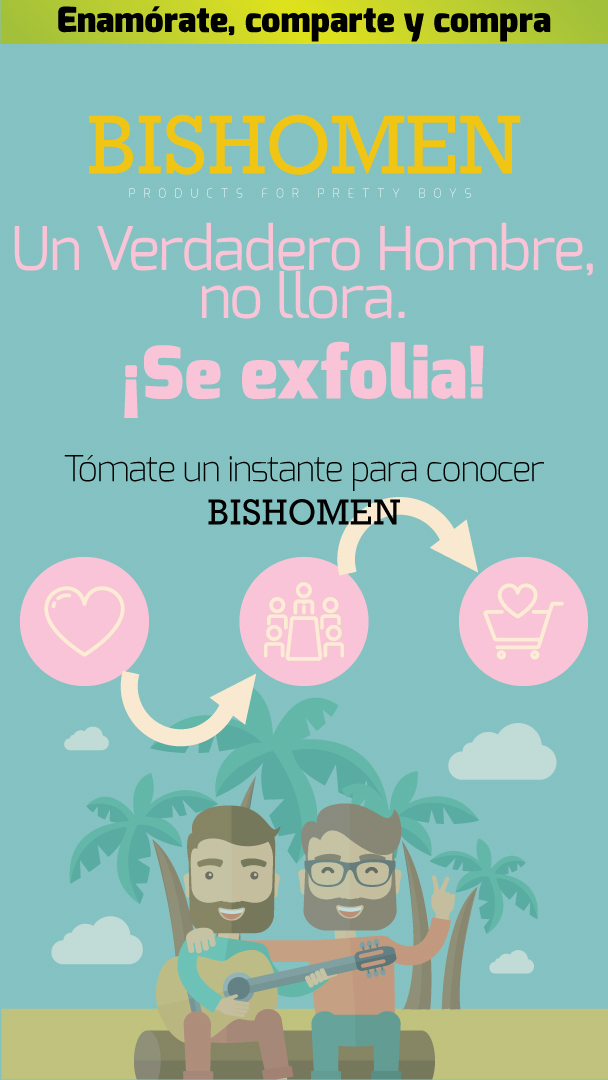 Enamórate, comparte y compra
BISHOMEN
PRODUCTS FOR PRETTY BOYS
Un Verdadero Hombre,
no llora.
¡Se exfolia!
Tómate un instante para conocer
BISHOMEN